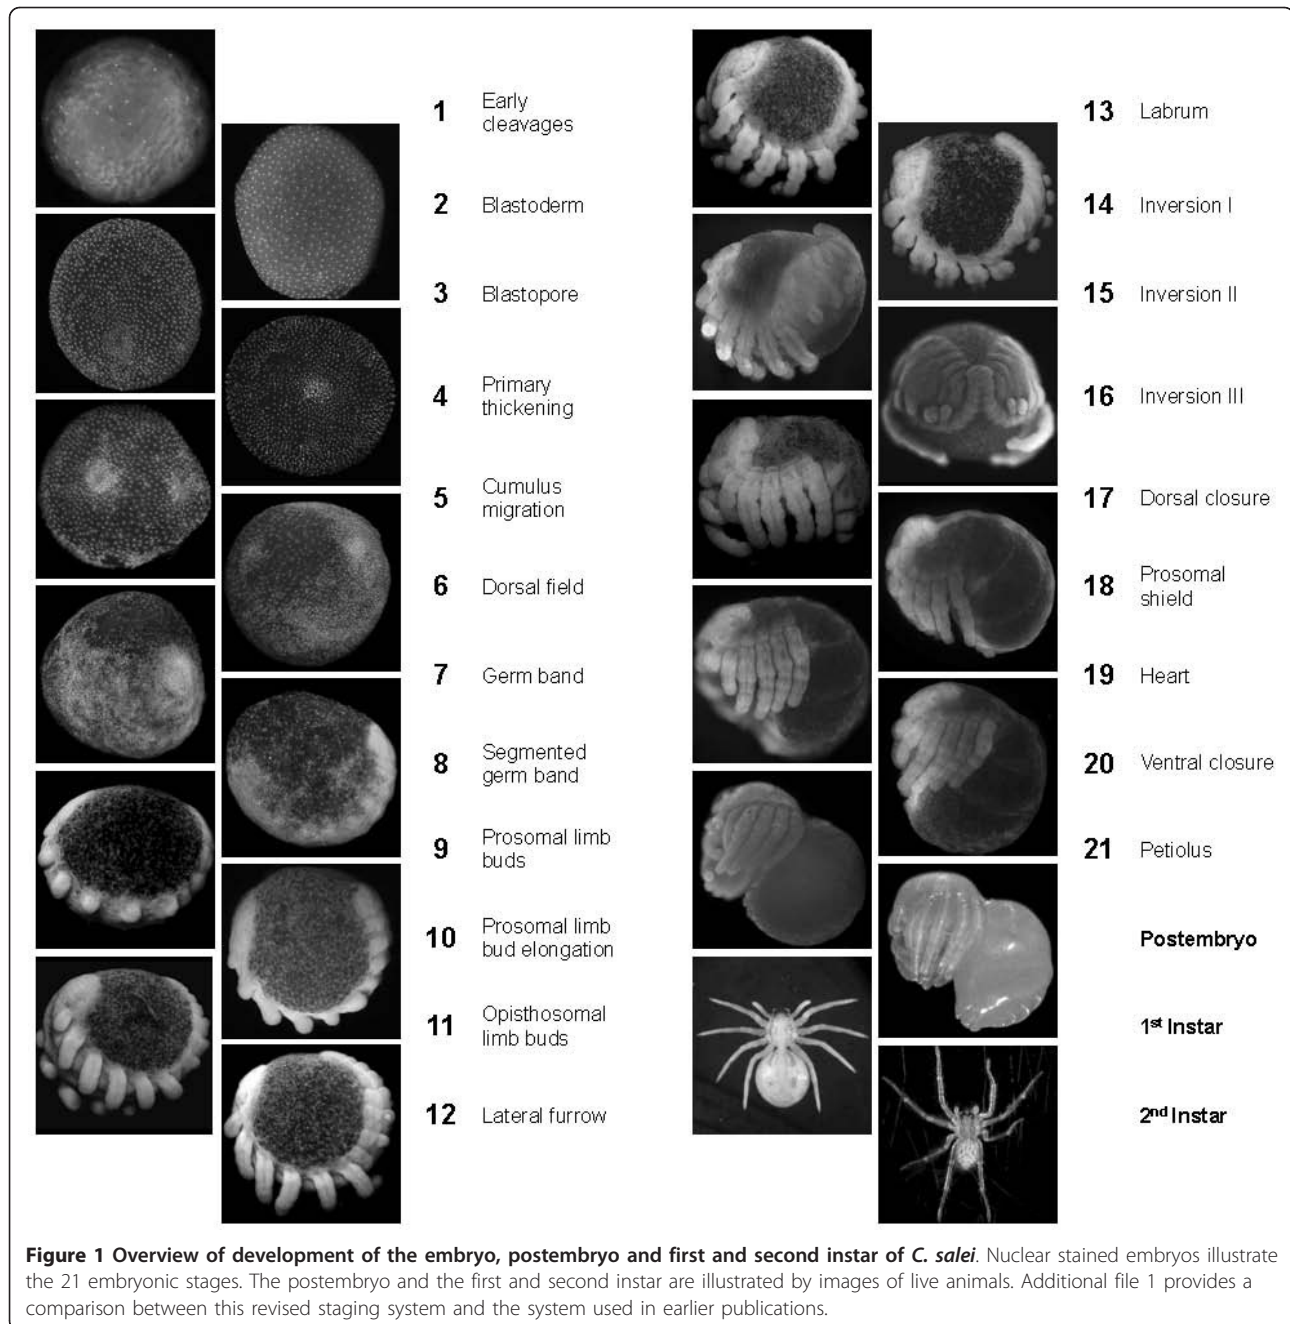 1 Early
cleavages
2 Blastoderm
3 Blastopore
4 Primary
thickening
5 Cumulus
migration
6 Dorsal field
7 Germ band
8 Segmented
germ band
9 Prosomal limb
buds
10 Prosomal limb
bud elongation
11 Opisthosomal
limb buds
12 Lateral furrow
13 Labrum
14 Inversion I
15 Inversion II
16 Inversion III
17 Dorsal closure
18 Prosomal
shield
19 Heart
20 Ventral closure
21 Petiolus
Postembryo
1st Instar
2nd Instar
Figure 1 Overview of development of the embryo, postembryo and first and second instar of C. salei. Nuclear stained embryos illustrate
the 21 embryonic stages. The postembryo and the first and second instar are illustrated by images of live animals. Additional file 1 provides a
comparison between this revised staging system and the system used in earlier publications.